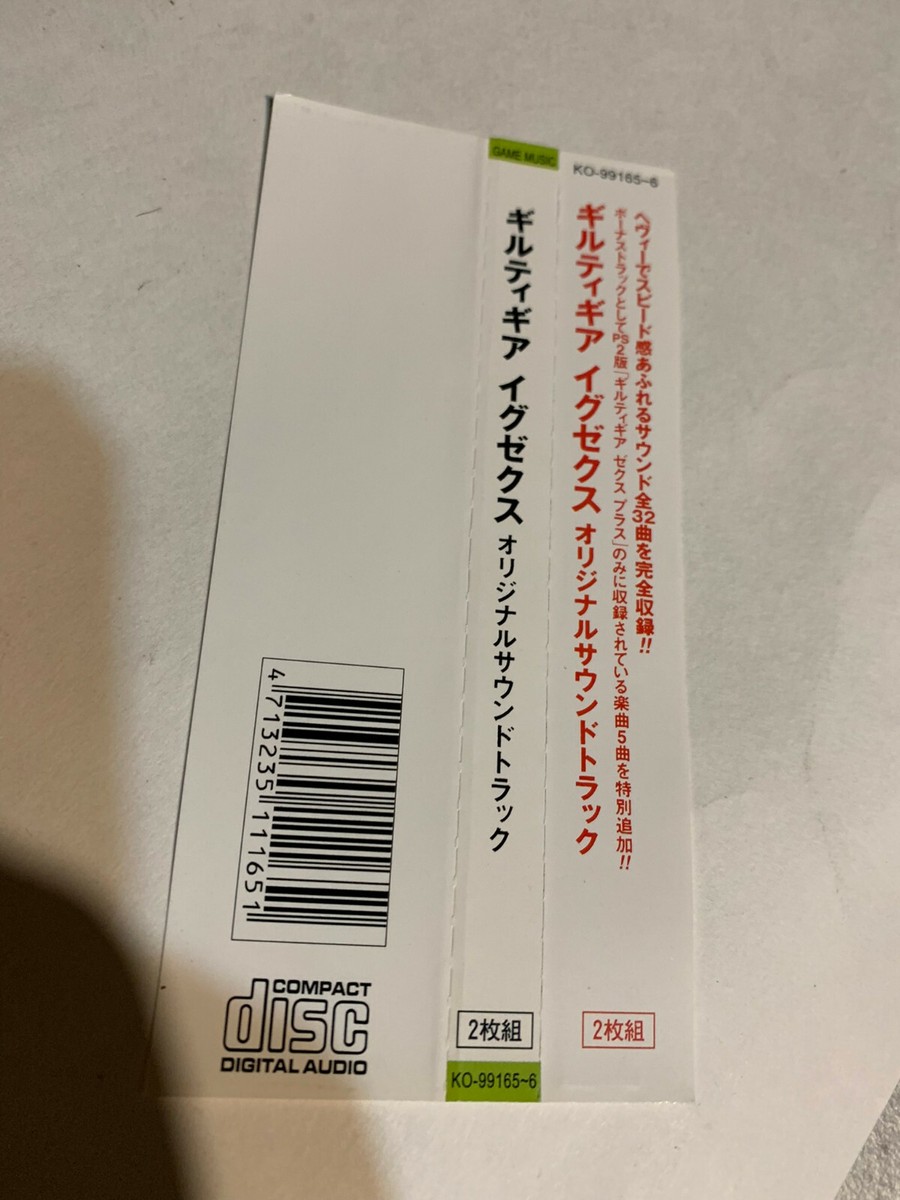 KO-99165~6
ヘヴィーでスピード感あふれるサウンド全32曲を完全収録!!
ボーナストラックとしてPS2版「ギルティギア ゼクス プラス」のみに収録されている楽曲5曲を特別追加!!
ギルティギア イグゼクス オリジナルサウンドトラック
2枚組
GAME MUSIC
ギルティギア イグゼクス オリジナルサウンドトラック
2枚組
KO-99165~6
4713235111651
COMPACT
disc
DIGITAL AUDIO